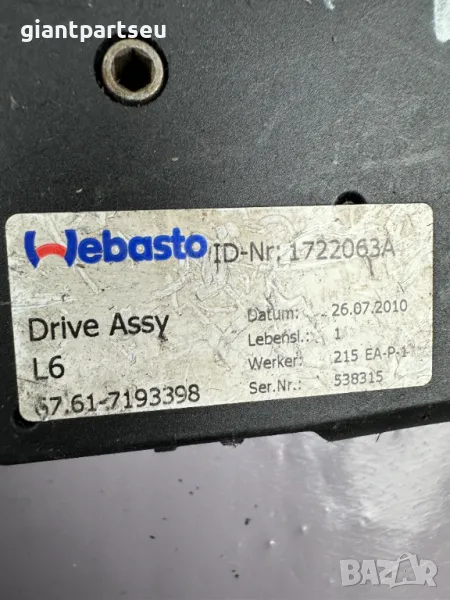 giantpartseu
Webasto
ID-Nr: 1722063A
Drive Assy
L6
67.61-7193398
Datum: 26.07.2010
Lebensl.: 1
Werker: 215 EA-P-1
Ser.Nr.: 538315
BAZAR